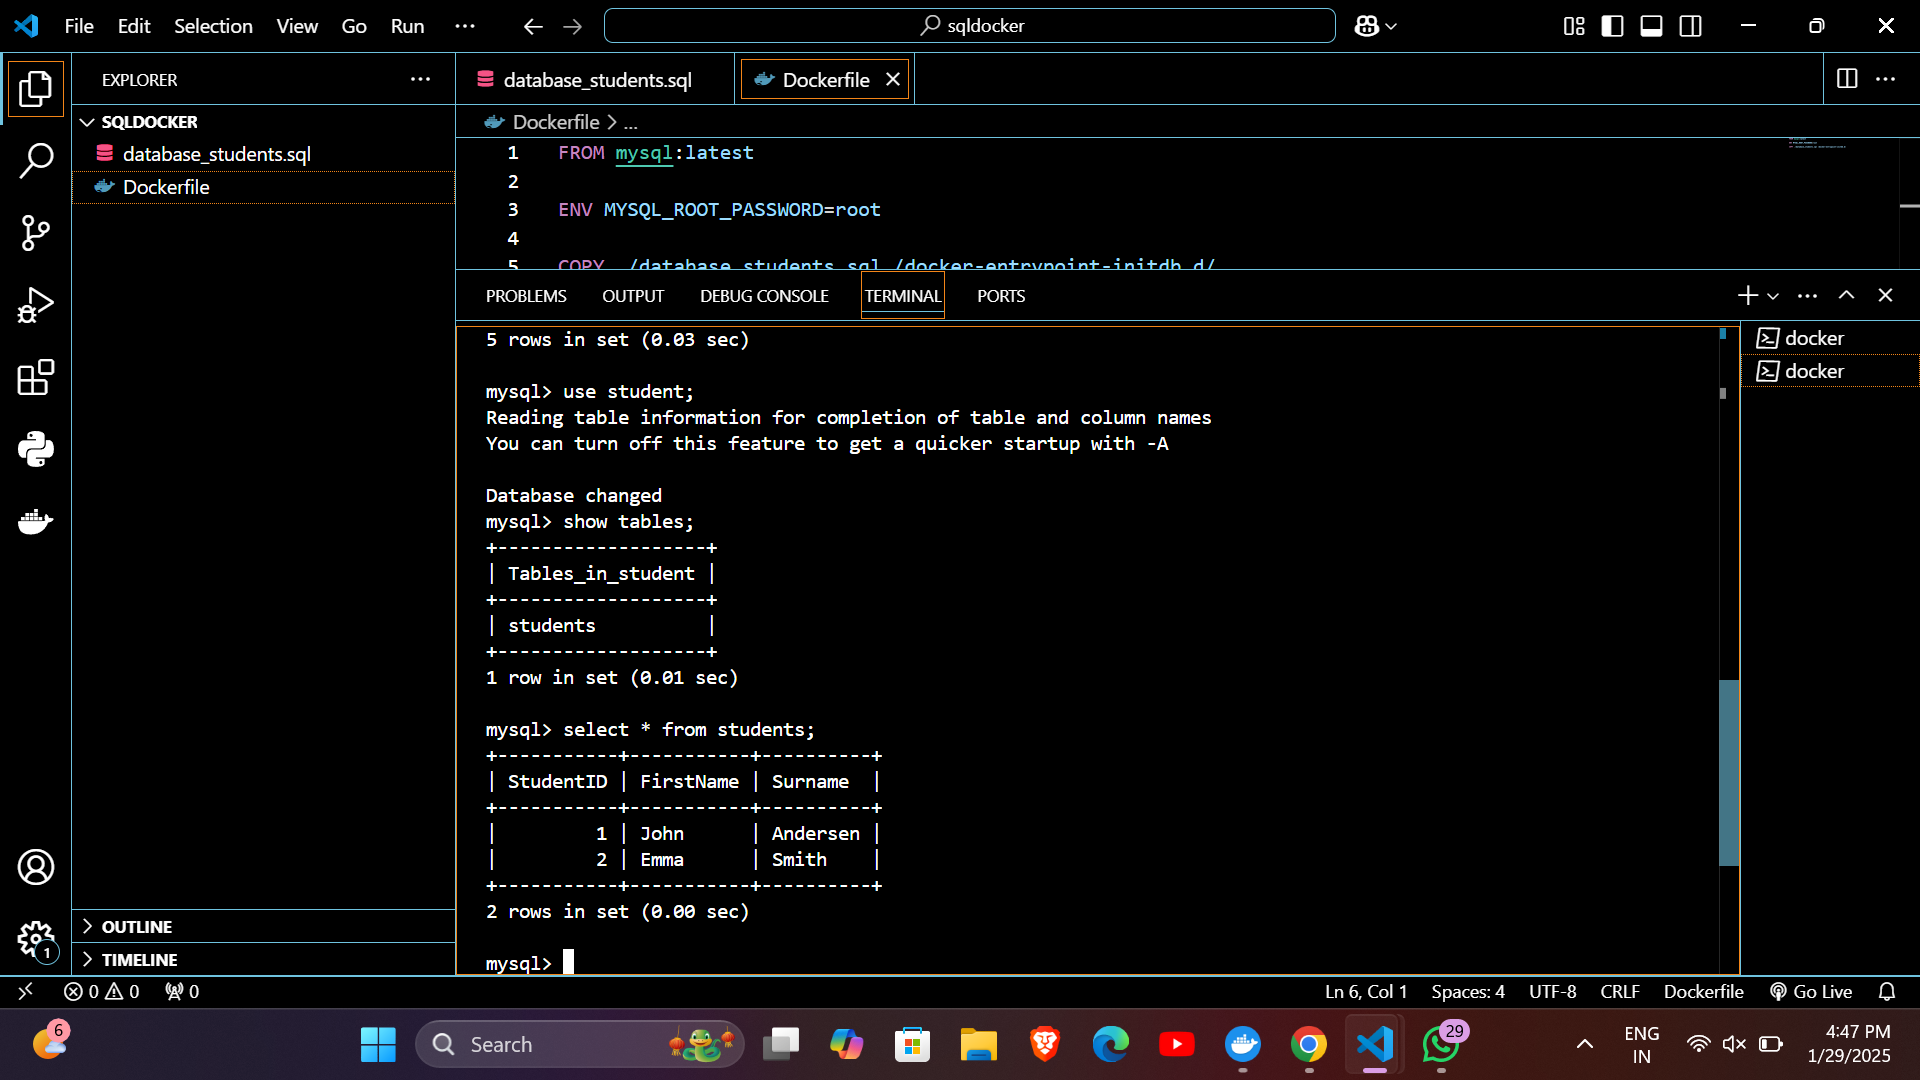 File Edit Selection View Go Run ··· sqldocker
EXPLORER
SQLDOCKER
database_students.sql
Dockerfile
OUTLINE
TIMELINE
database_students.sql Dockerfile
Dockerfile > ...
1 FROM mysql:latest
2
3 ENV MYSQL_ROOT_PASSWORD=root
4
5 COPY ./database_students.sql /docker-entrypoint-initdb.d/
PROBLEMS OUTPUT DEBUG CONSOLE TERMINAL PORTS
5 rows in set (0.03 sec)
mysql> use student;
Reading table information for completion of table and column names
You can turn off this feature to get a quicker startup with -A
Database changed
mysql> show tables;
+-------------------+
| Tables_in_student |
+-------------------+
| students          |
+-------------------+
1 row in set (0.01 sec)
mysql> select * from students;
+-----------+-----------+----------+
| StudentID | FirstName | Surname  |
+-----------+-----------+----------+
|         1 | John      | Andersen |
|         2 | Emma      | Smith    |
+-----------+-----------+----------+
2 rows in set (0.00 sec)
mysql>
docker
docker
1
0 0 0 Ln 6, Col 1 Spaces: 4 UTF-8 CRLF Dockerfile Go Live
6 Search 29 ENG 4:47 PM
IN 1/29/2025